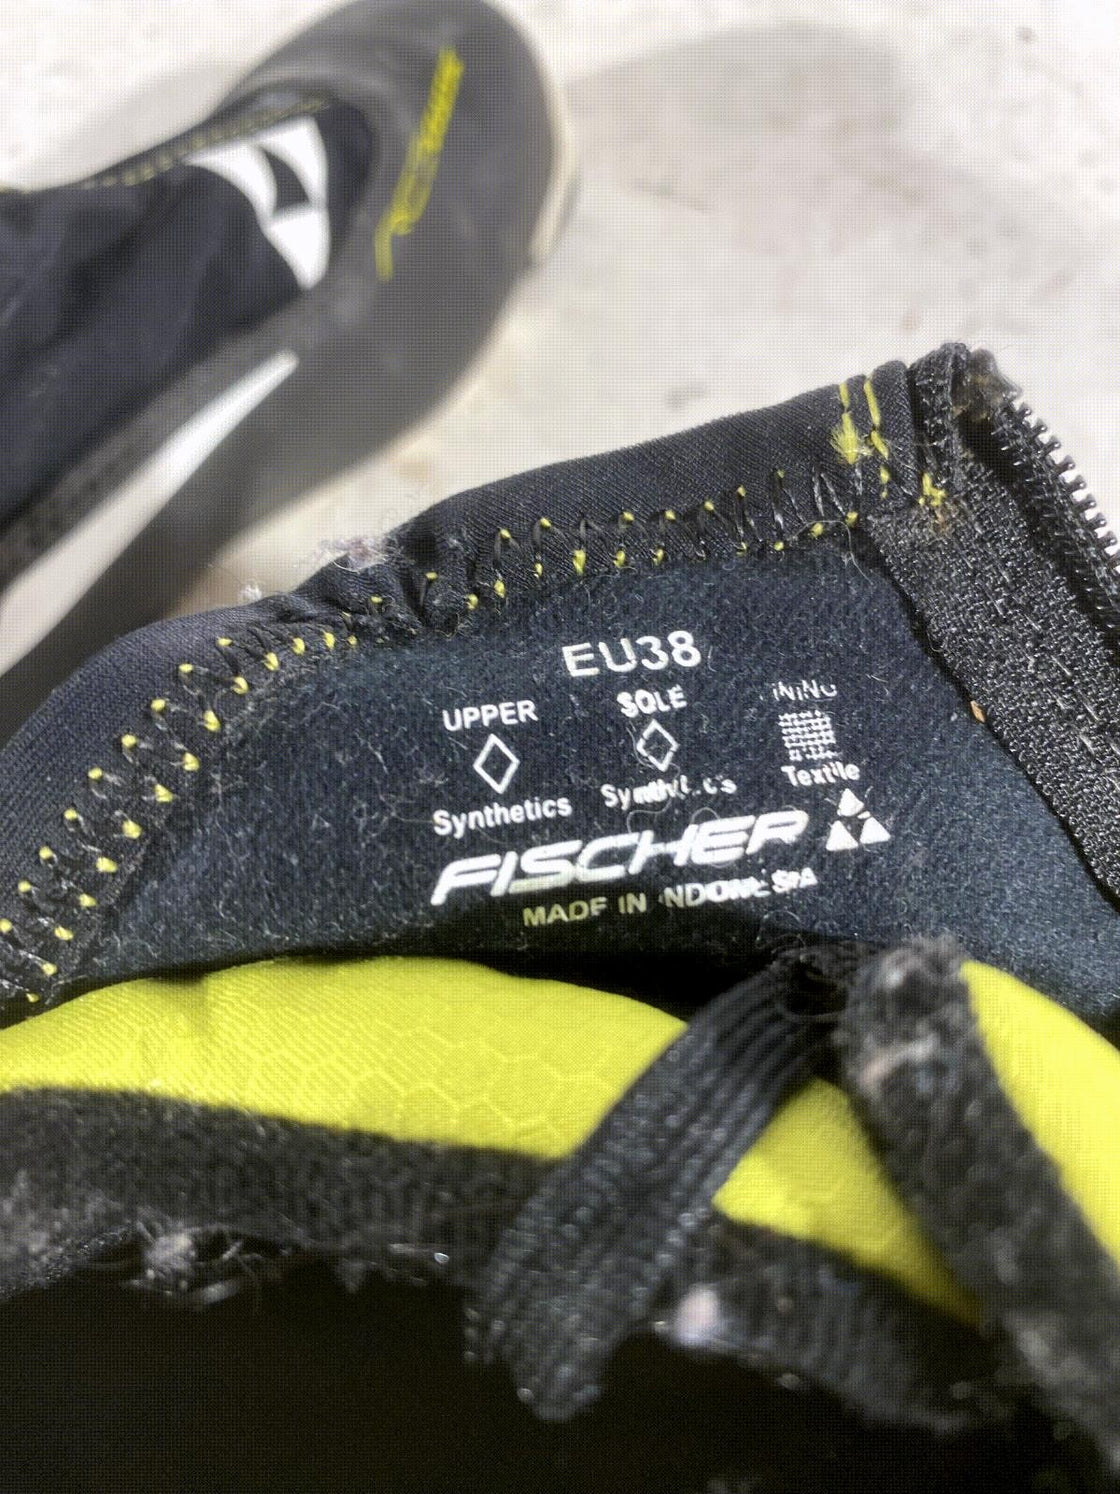 EU38
UPPER
SOLE
Synthetics
Textile
FISCHER
MADE IN